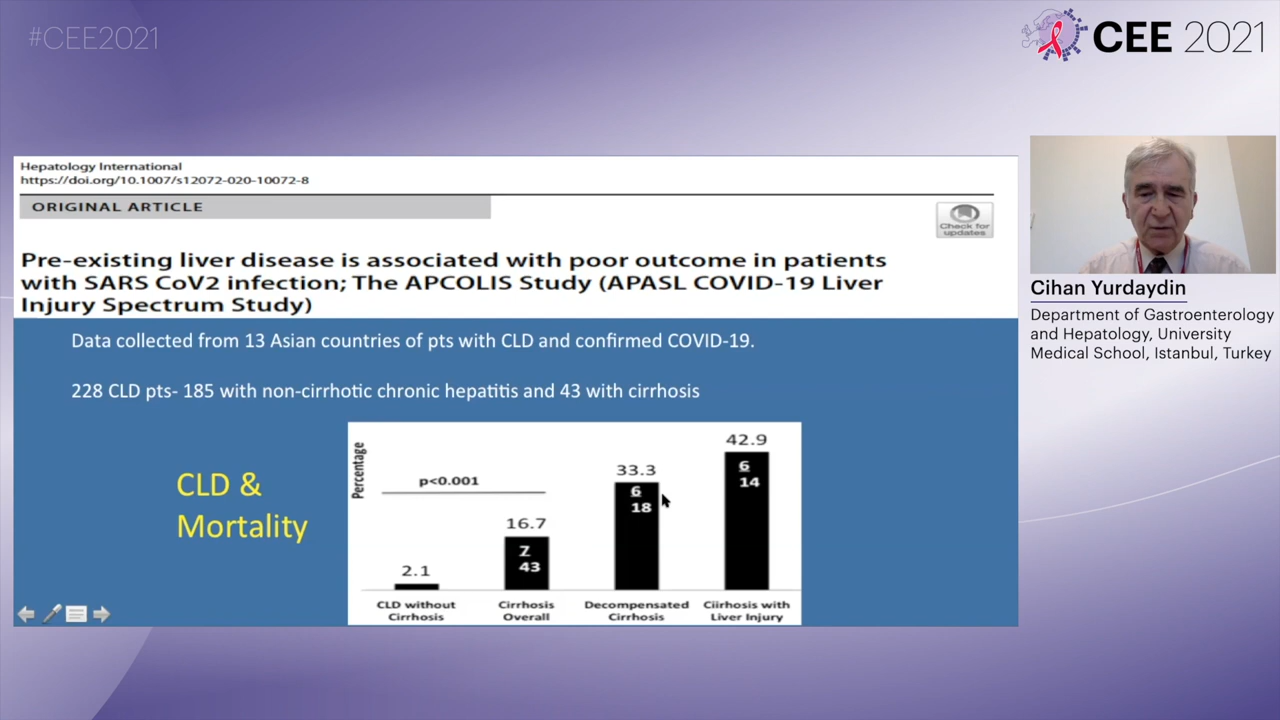 #CEE2021
CEE 2021
Hepatology International
https://doi.org/10.1007/s12072-020-10072-8
ORIGINAL ARTICLE
Check for
updates
Pre-existing liver disease is associated with poor outcome in patients
with SARS CoV2 infection; The APCOLIS Study (APASL COVID-19 Liver
Injury Spectrum Study)
Data collected from 13 Asian countries of pts with CLD and confirmed COVID-19.
228 CLD pts- 185 with non-cirrhotic chronic hepatitis and 43 with cirrhosis
CLD &
Mortality
Percentage
p<0.001
2.1
16.7
7
43
33.3
6
18
42.9
6
14
CLD without
Cirrhosis
Cirrhosis
Overall
Decompensated
Cirrhosis
Ciirhosis with
Liver Injury
Cihan Yurdaydin
Department of Gastroenterology
and Hepatology, University
Medical School, Istanbul, Turkey